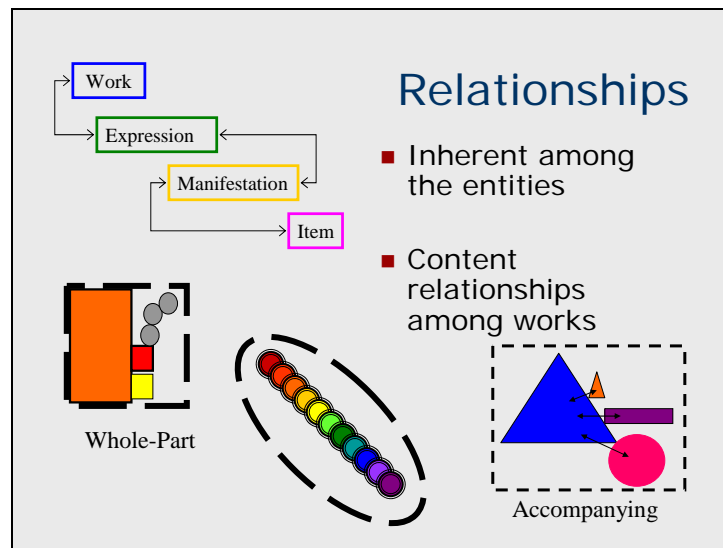 Work
Expression
Manifestation
Item
Relationships
Inherent among
the entities
Content
relationships
among works
Whole-Part
Accompanying